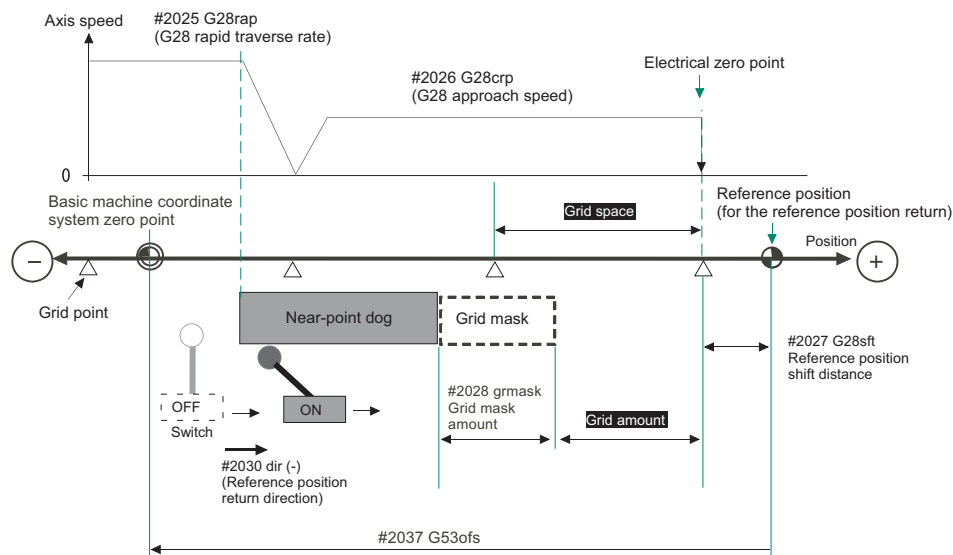 Axis speed
#2025 G28rap
(G28 rapid traverse rate)
#2026 G28crp
(G28 approach speed)
Electrical zero point
0
Basic machine coordinate
system zero point
Grid space
Reference position
(for the reference position return)
Position
−
+
Grid point
Near-point dog
Grid mask
#2027 G28sft
Reference position
shift distance
OFF
Switch
ON
#2028 grmask
Grid mask
amount
Grid amount
#2030 dir (-)
(Reference position
return direction)
#2037 G53ofs